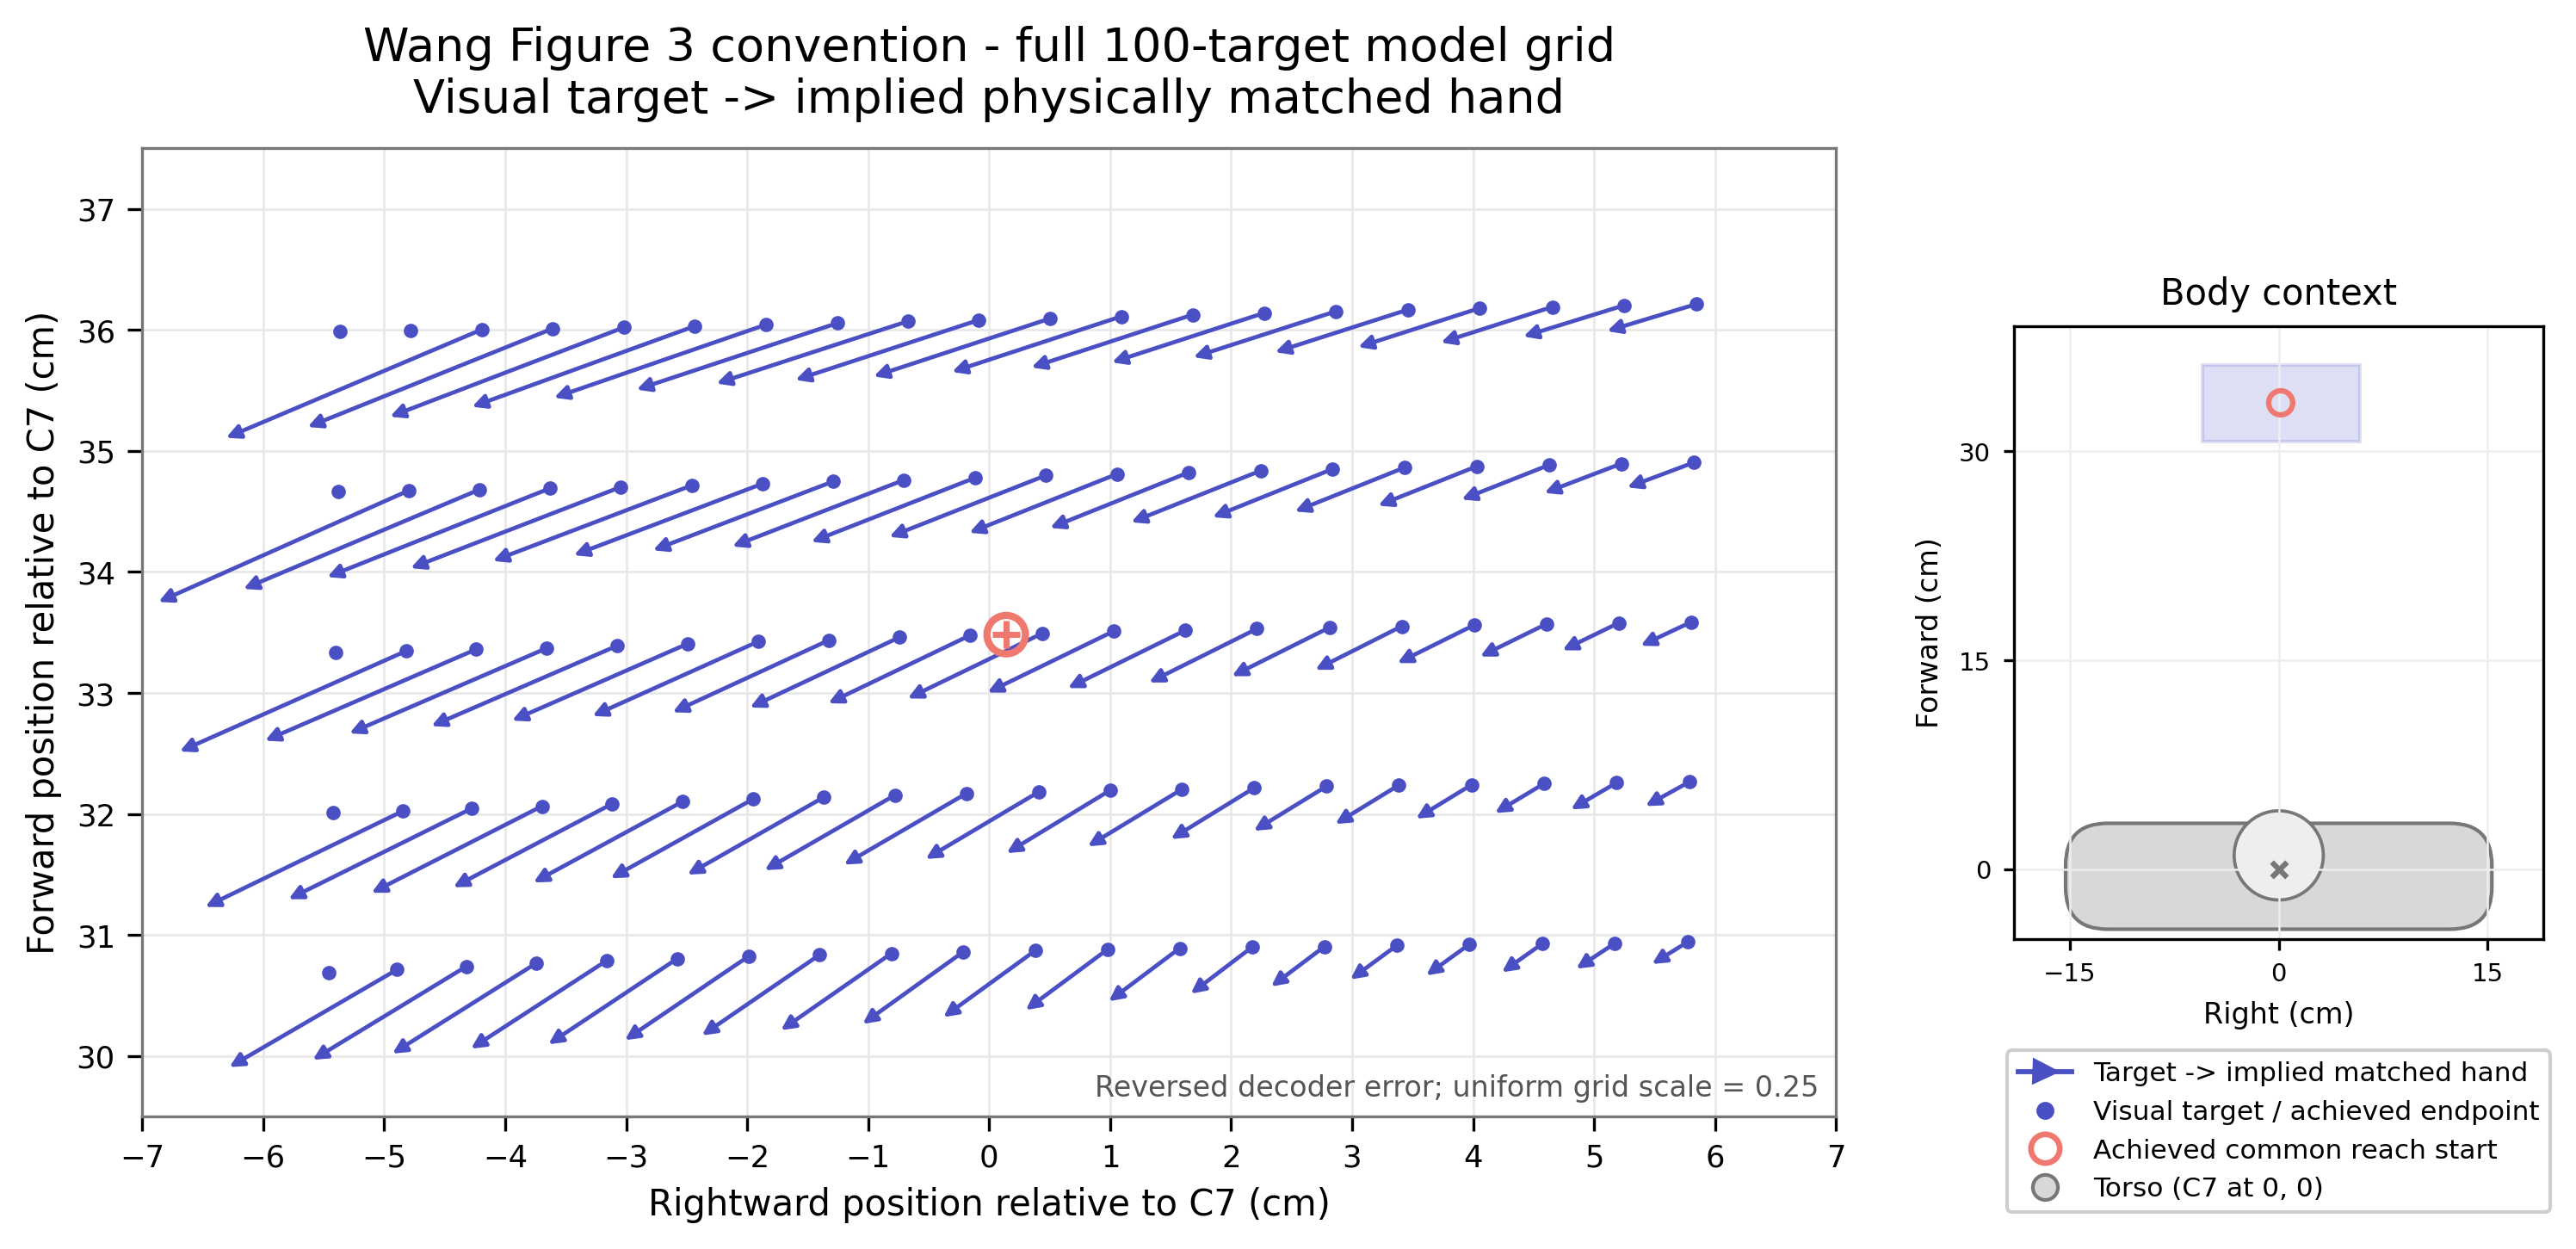 Wang Figure 3 convention - full 100-target model grid
Visual target -> implied physically matched hand
Forward position relative to C7 (cm)
37
36
35
34
33
32
31
30
Reversed decoder error; uniform grid scale = 0.25
−7 −6 −5 −4 −3 −2 −1 0 1 2 3 4 5 6 7
Rightward position relative to C7 (cm)
Body context
Forward (cm)
30
15
0
−15 0 15
Right (cm)
Target -> implied matched hand
Visual target / achieved endpoint
Achieved common reach start
Torso (C7 at 0, 0)